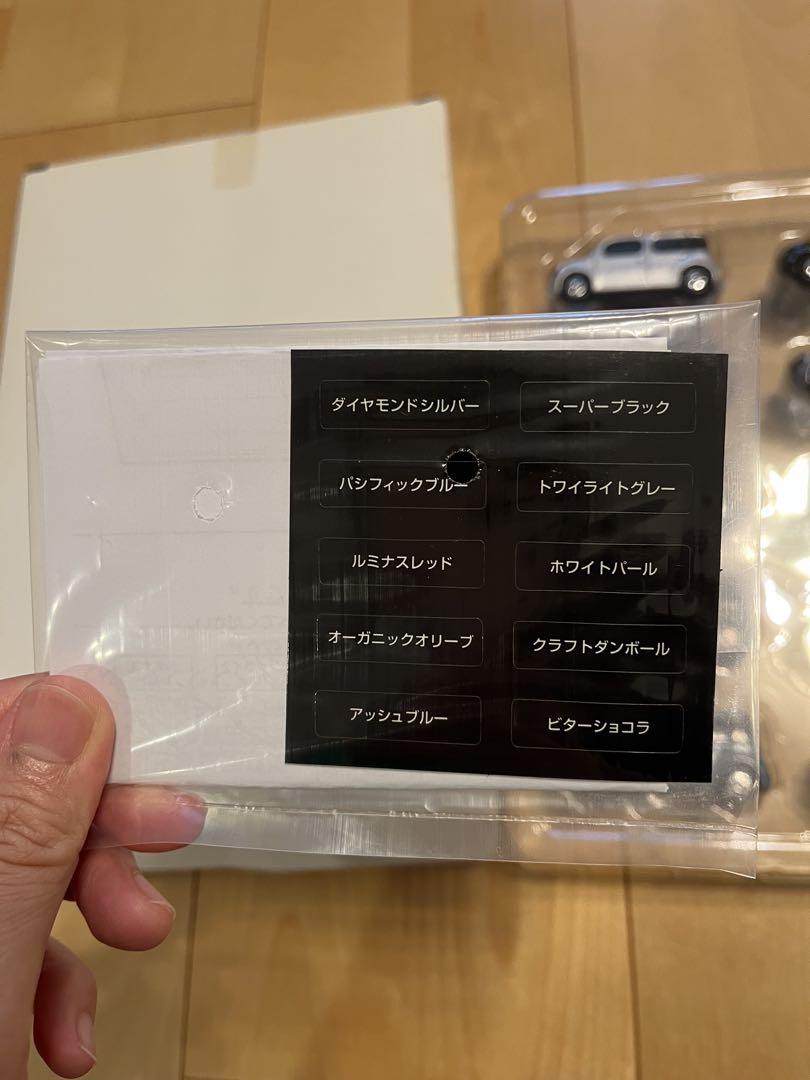 ダイヤモンドシルバー
スーパーブラック
パシフィックブルー
トワイライトグレー
ルミナスレッド
ホワイトパール
オーガニックオリーブ
クラフトダンボール
アッシュブルー
ビターショコラ